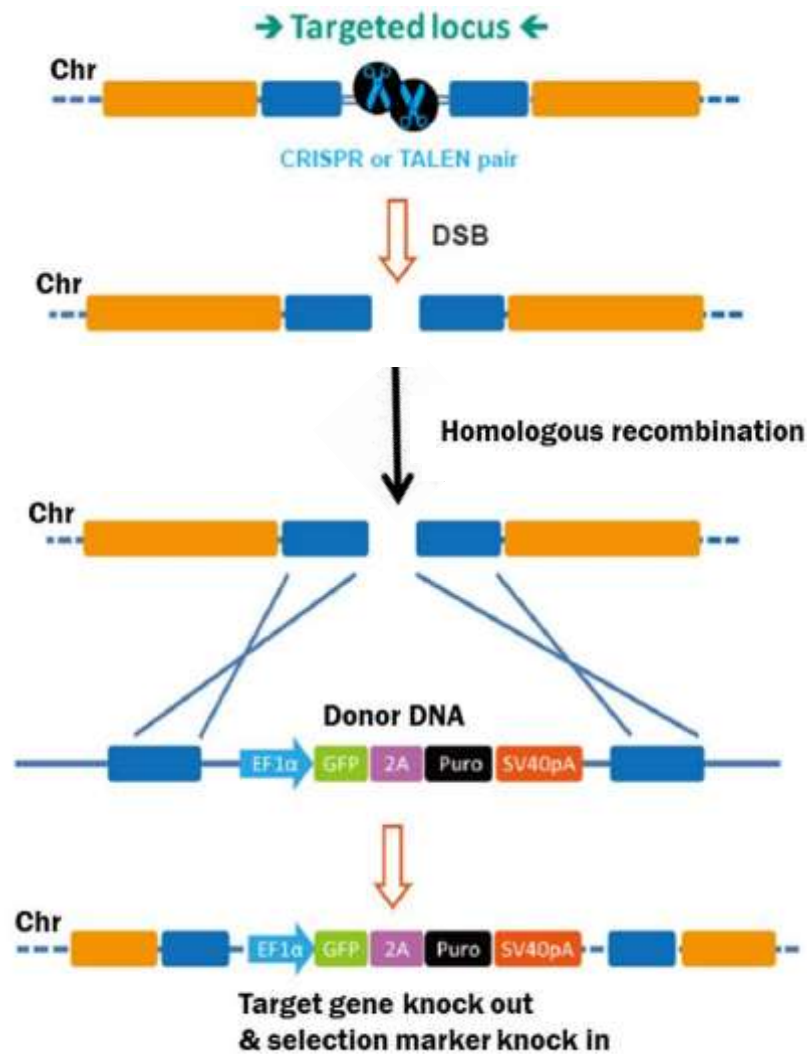 → Targeted locus ←
Chr
CRISPR or TALEN pair
DSB
Chr
Homologous recombination
Chr
Donor DNA
EF1α GFP 2A Puro SV40pA
Chr
EF1α GFP 2A Puro SV40pA
Target gene knock out
& selection marker knock in